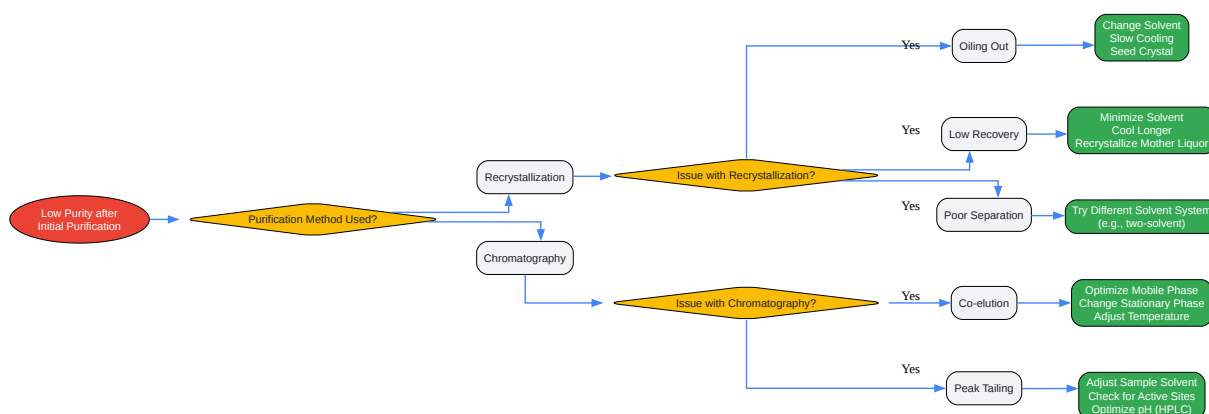 Yes
Oiling Out
Change Solvent
Slow Cooling
Seed Crystal
Yes
Low Recovery
Minimize Solvent
Cool Longer
Recrystallize Mother Liquor
Recrystallization
Issue with Recrystallization?
Low Purity after
Initial Purification
Purification Method Used?
Yes
Poor Separation
Try Different Solvent System
(e.g., two-solvent)
Chromatography
Issue with Chromatography?
Yes
Co-elution
Optimize Mobile Phase
Change Stationary Phase
Adjust Temperature
Yes
Peak Tailing
Adjust Sample Solvent
Check for Active Sites
Optimize pH (HPLC)